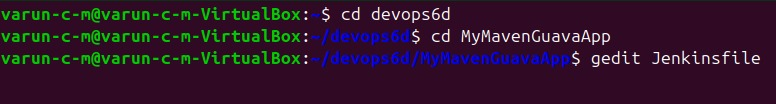 varun-c-m@varun-c-m-VirtualBox:~$ cd devops6d
varun-c-m@varun-c-m-VirtualBox:~/devops6d$ cd MyMavenGuavaApp
varun-c-m@varun-c-m-VirtualBox:~/devops6d/MyMavenGuavaApp$ gedit Jenkinsfile